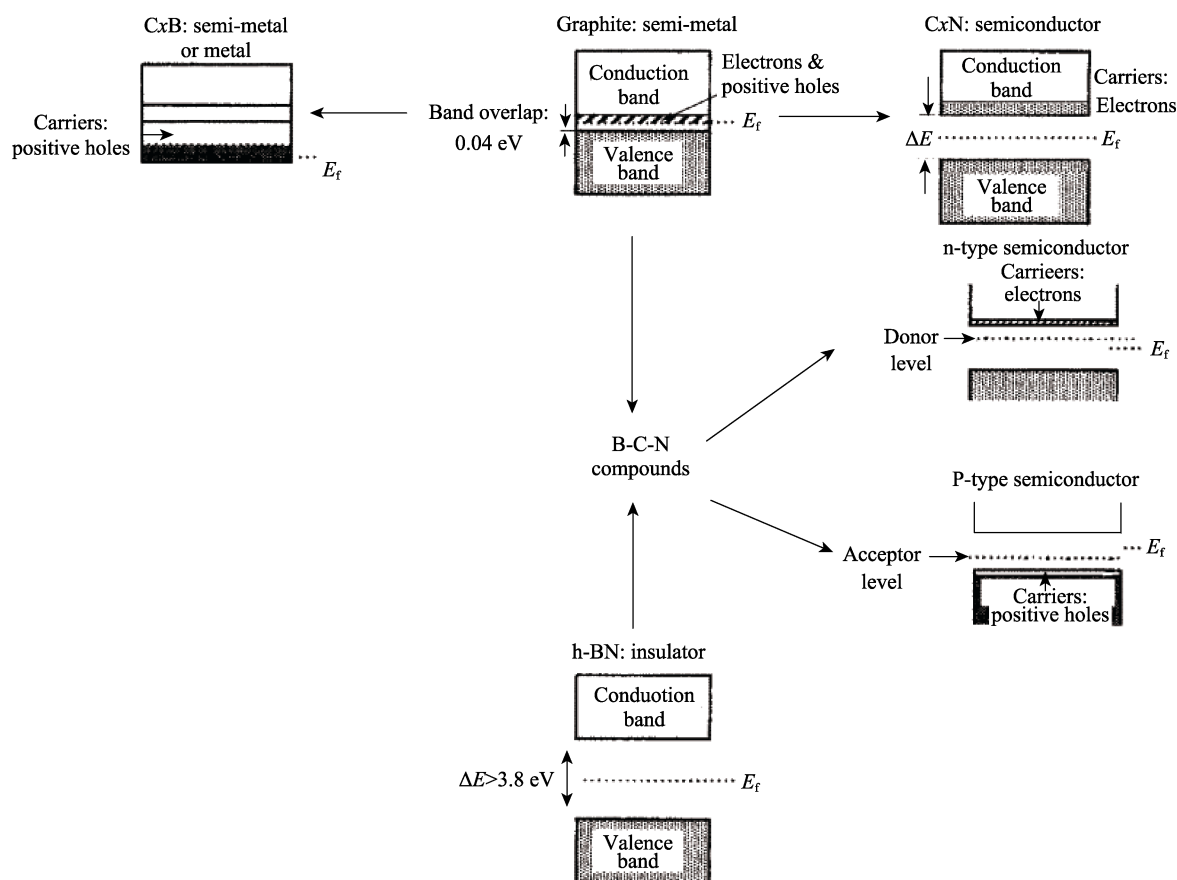 CxB: semi-metal
or metal
Carriers:
positive holes
Ef
Graphite: semi-metal
Conduction
band
Electrons &
positive holes
Band overlap:
0.04 eV
Ef
Valence
band
CxN: semiconductor
Conduction
band
Carriers:
Electrons
ΔE
Ef
Valence
band
n-type semiconductor
Carrieers:
electrons
Donor
level
Ef
B-C-N
compounds
P-type semiconductor
Acceptor
level
Ef
Carriers:
positive holes
h-BN: insulator
Conduotion
band
ΔE>3.8 eV
Ef
Valence
band